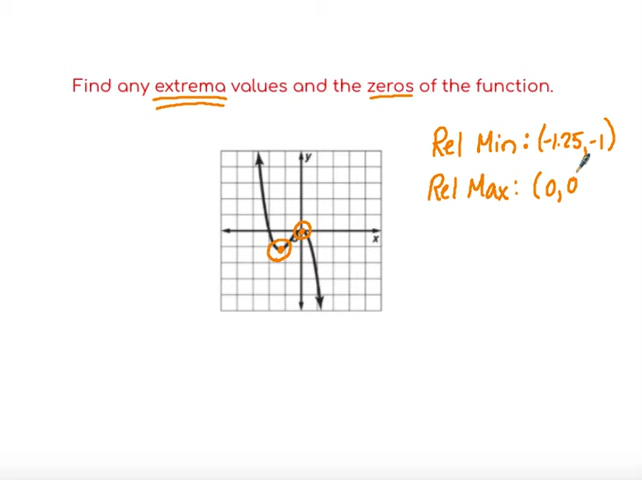 Find any extrema values and the zeros of the function.
Rel Min: (-1.25, -1)
Rel Max: (0, 0
y
x